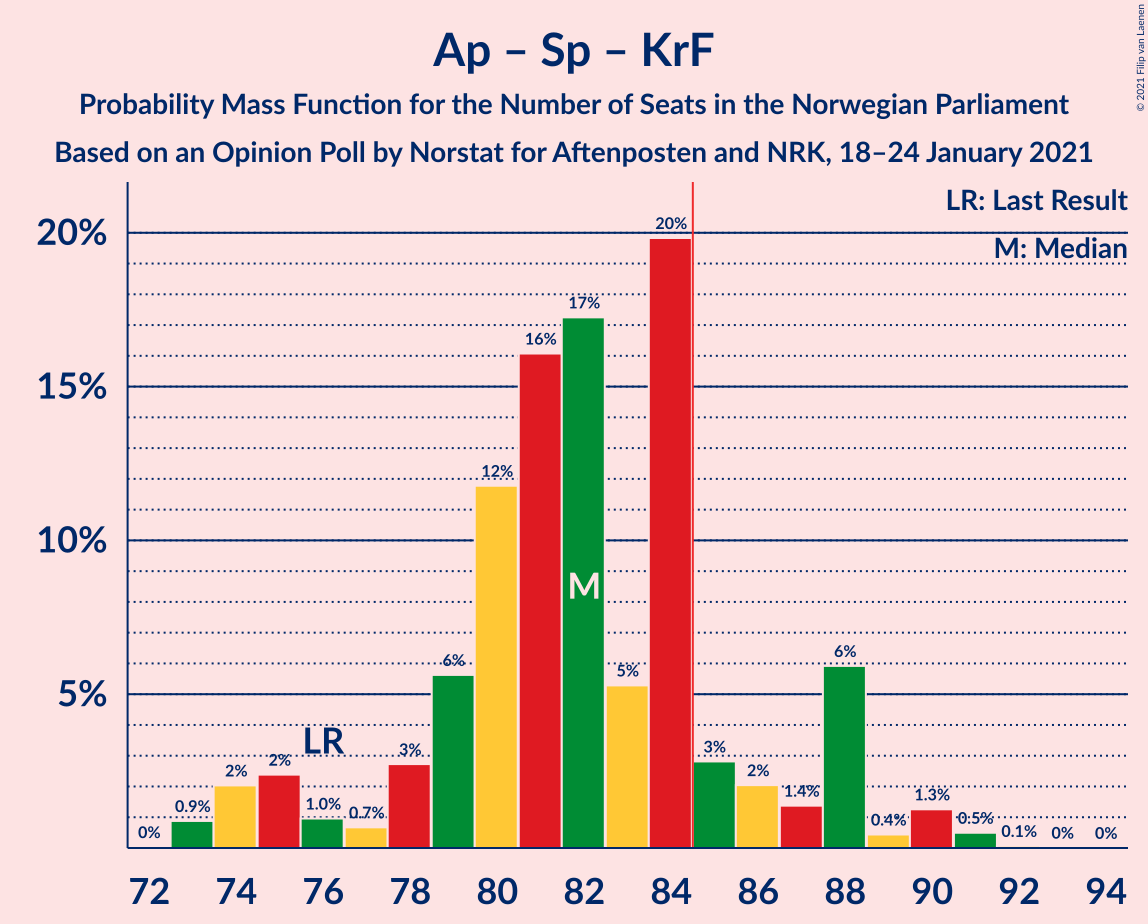 Ap – Sp – KrF
Probability Mass Function for the Number of Seats in the Norwegian Parliament
Based on an Opinion Poll by Norstat for Aftenposten and NRK, 18–24 January 2021
© 2021 Filip van Laenen
LR: Last Result
M: Median
20%
15%
10%
5%
0% 0.9% 2% 2% 1.0% 0.7% 3% 6% 12% 16% 17% 5% 20% 3% 2% 1.4% 6% 0.4% 1.3% 0.5% 0.1% 0% 0%
LR
M
72 74 76 78 80 82 84 86 88 90 92 94